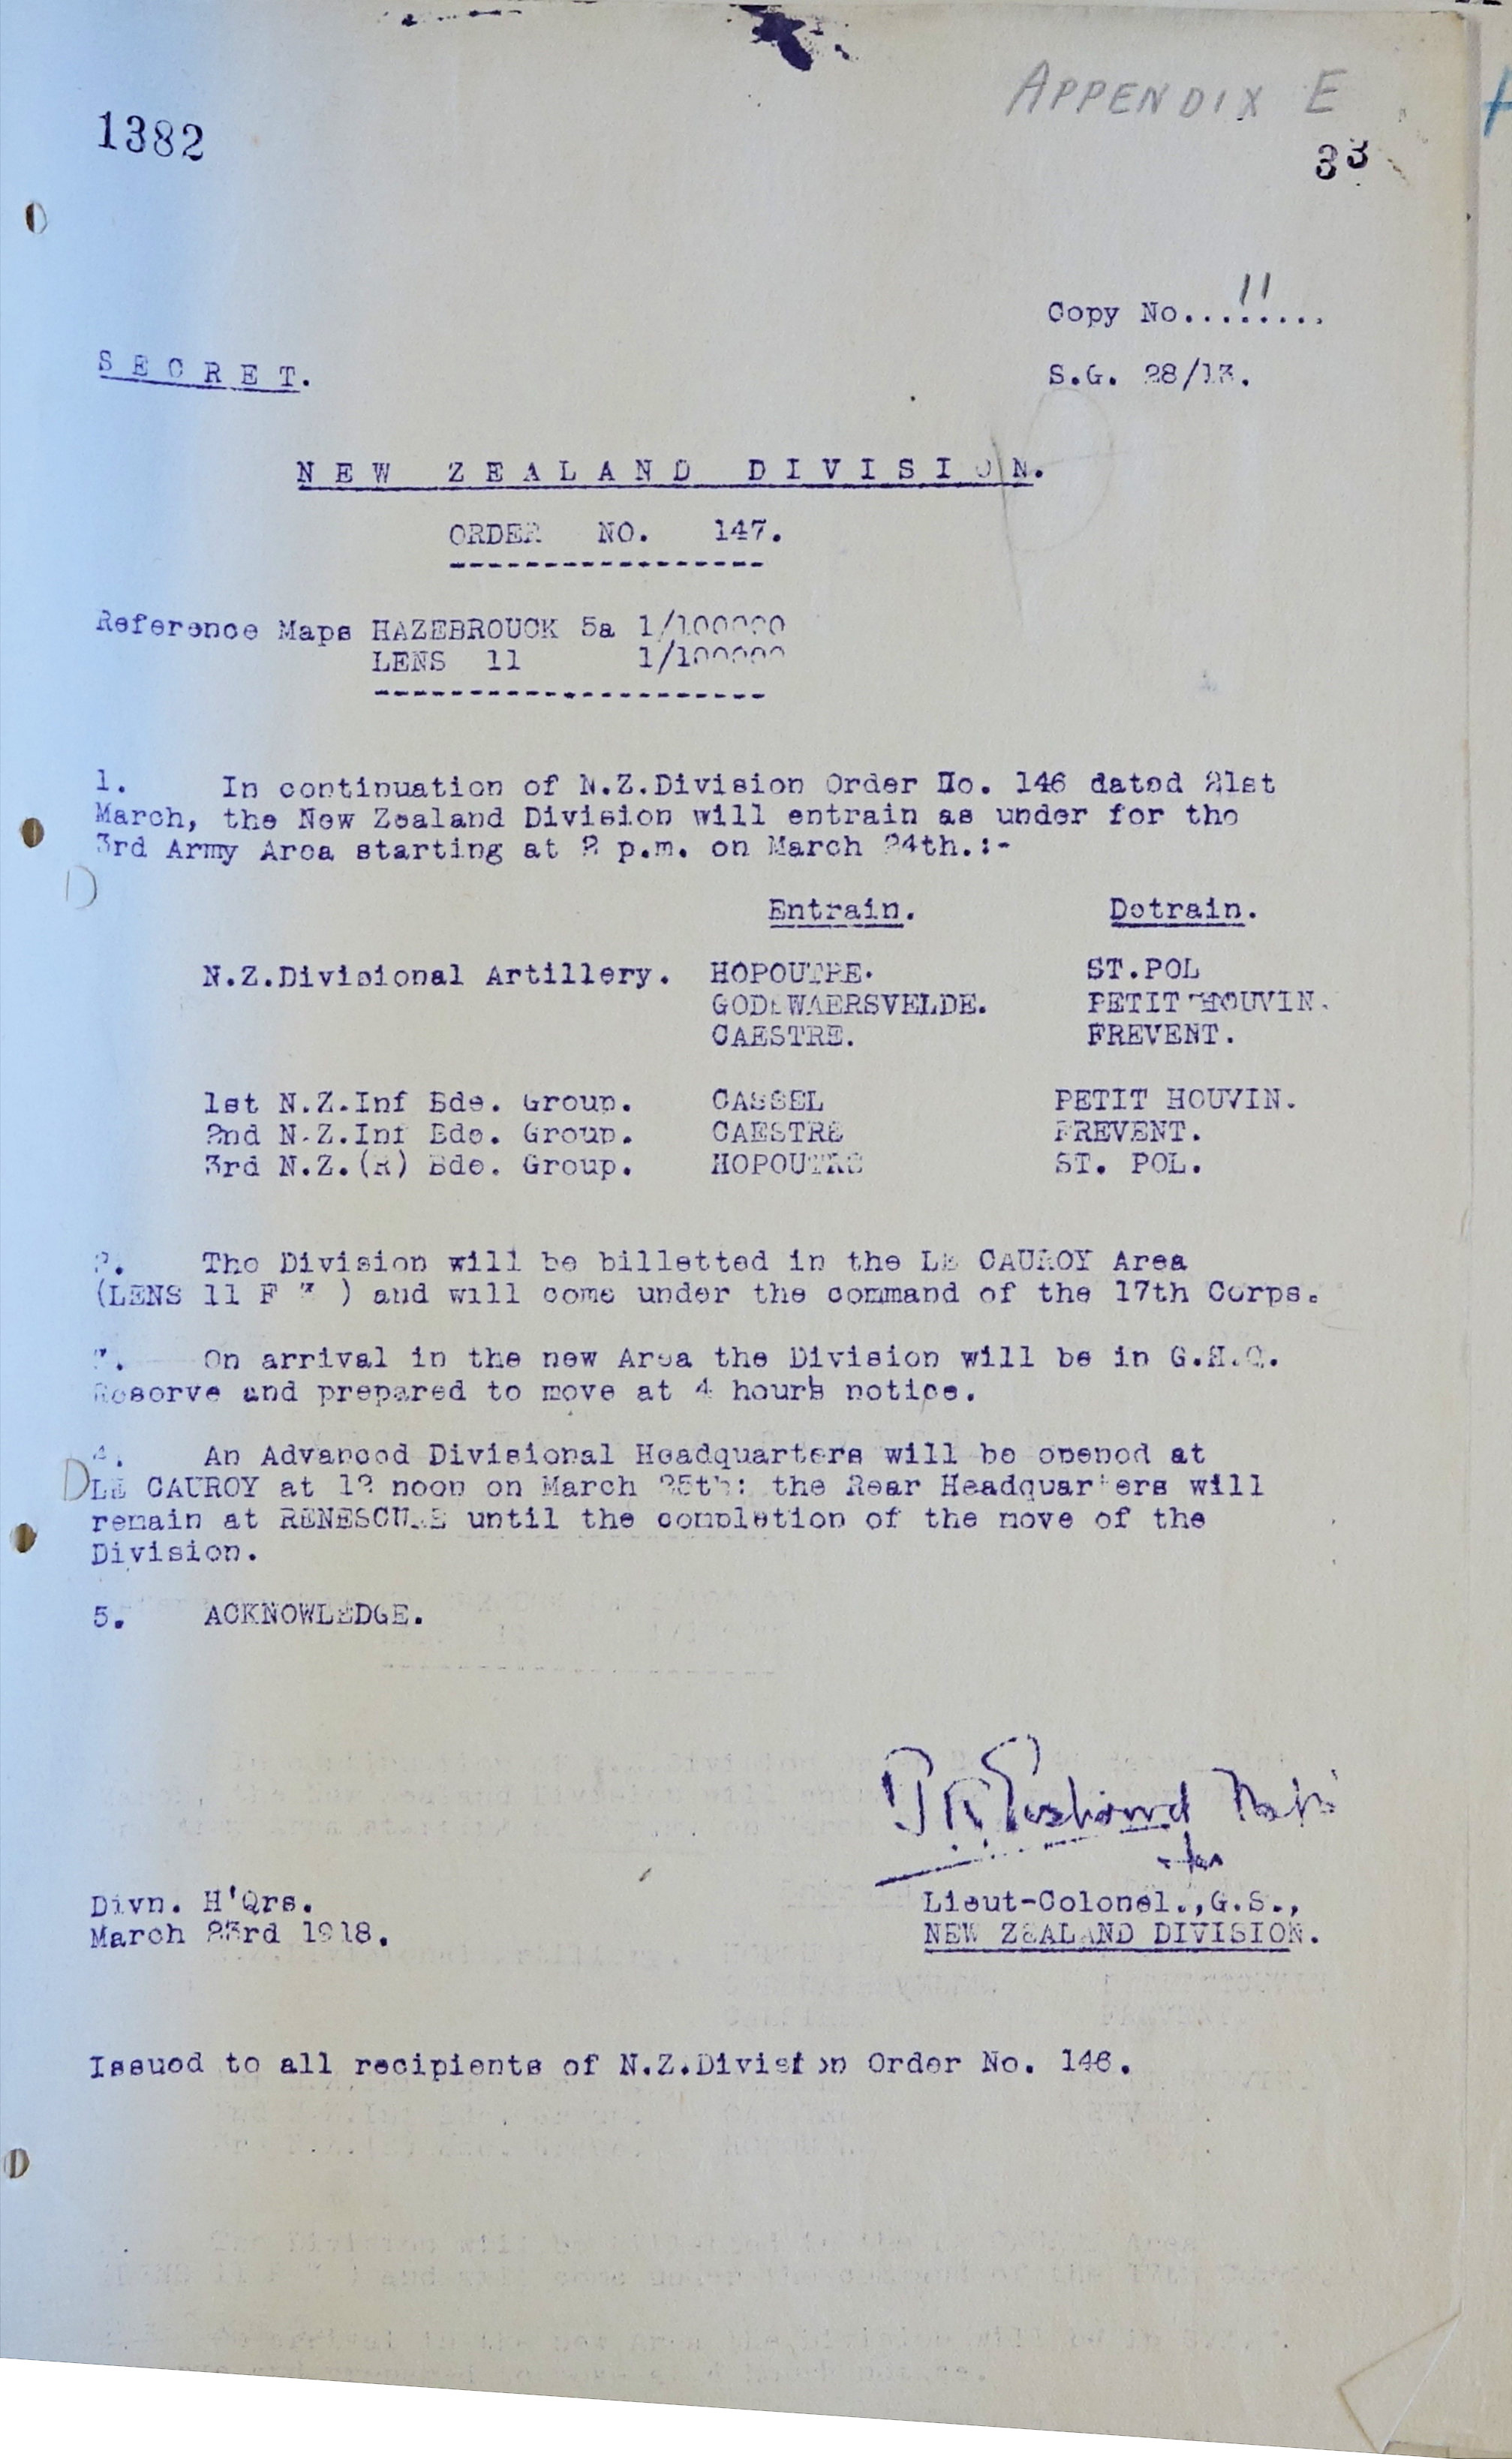 APPENDIX E
1382
33
Copy No....11....
SECRET.
S.G. 28/13.
NEW ZEALAND DIVISION.
ORDER NO. 147.
-----------------
Reference Maps HAZEBROUCK 5a 1/100000
LENS 11 1/100000
---------------------
1. In continuation of N.Z.Division Order No. 146 dated 21st
March, the New Zealand Division will entrain as under for the
3rd Army Area starting at 2 p.m. on March 24th.:-
Entrain. Detrain.
N.Z.Divisional Artillery. HOPOUTRE. ST.POL
GODEWAERSVELDE. PETIT HOUVIN.
CAESTRE. FREVENT.
1st N.Z.Inf Bde. Group. CASSEL PETIT HOUVIN.
2nd N.Z.Inf Bde. Group. CAESTRE FREVENT.
3rd N.Z.(R) Bde. Group. HOPOUTRE ST. POL.
2. The Division will be billetted in the LE CAUROY Area
(LENS 11 F 3 ) and will come under the command of the 17th Corps.
3. On arrival in the new Area the Division will be in G.H.Q.
Reserve and prepared to move at 4 hours notice.
4. An Advanced Divisional Headquarters will be opened at
LE CAUROY at 12 noon on March 25th: the Rear Headquarters will
remain at RENESCURE until the completion of the move of the
Division.
5. ACKNOWLEDGE.
for
Divn. H'Qrs.
March 23rd 1918.
Lieut-Colonel.,G.S.,
NEW ZEALAND DIVISION.
Issued to all recipients of N.Z.Division Order No. 146.